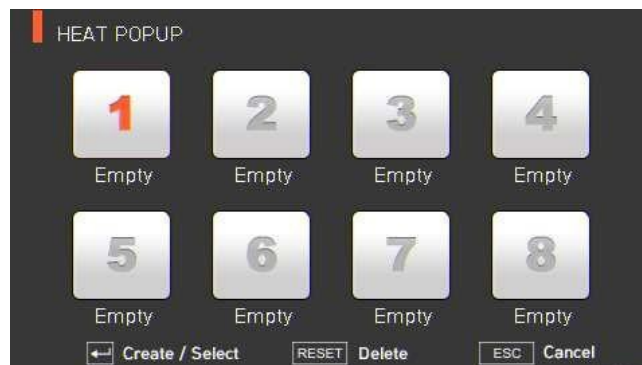 HEAT POPUP
1 2 3 4
Empty Empty Empty Empty
5 6 7 8
Empty Empty Empty Empty
Create / Select RESET Delete ESC Cancel